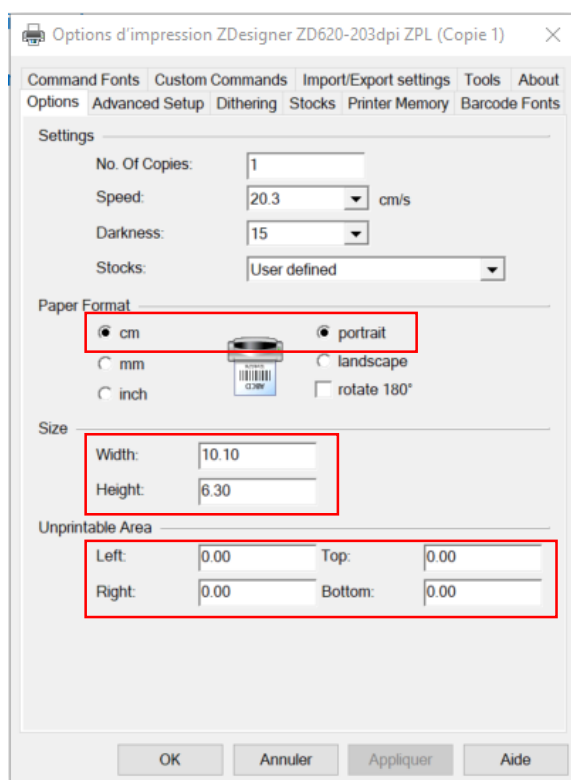 Options d'impression ZDesigner ZD620-203dpi ZPL (Copie 1)
Command Fonts Custom Commands Import/Export settings Tools About
Options Advanced Setup Dithering Stocks Printer Memory Barcode Fonts
Settings
No. Of Copies: 1
Speed: 20.3 cm/s
Darkness: 15
Stocks: User defined
Paper Format
cm portrait
mm landscape
inch rotate 180°
Size
Width: 10.10
Height: 6.30
Unprintable Area
Left: 0.00 Top: 0.00
Right: 0.00 Bottom: 0.00
OK Annuler Appliquer Aide